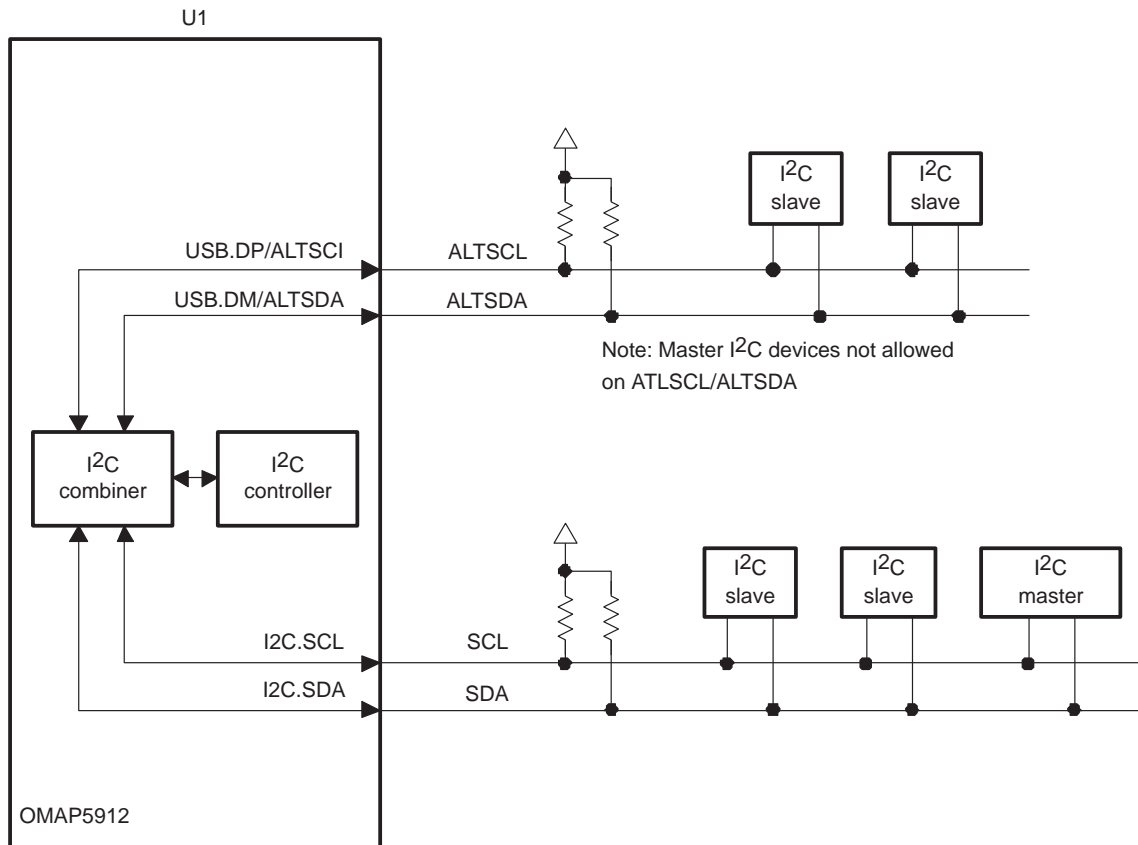 U1
I2C
slave
I2C
slave
USB.DP/ALTSCI
ALTSCL
USB.DM/ALTSDA
ALTSDA
Note: Master I2C devices not allowed
on ATLSCL/ALTSDA
I2C
combiner
I2C
controller
I2C
slave
I2C
slave
I2C
master
I2C.SCL
SCL
I2C.SDA
SDA
OMAP5912